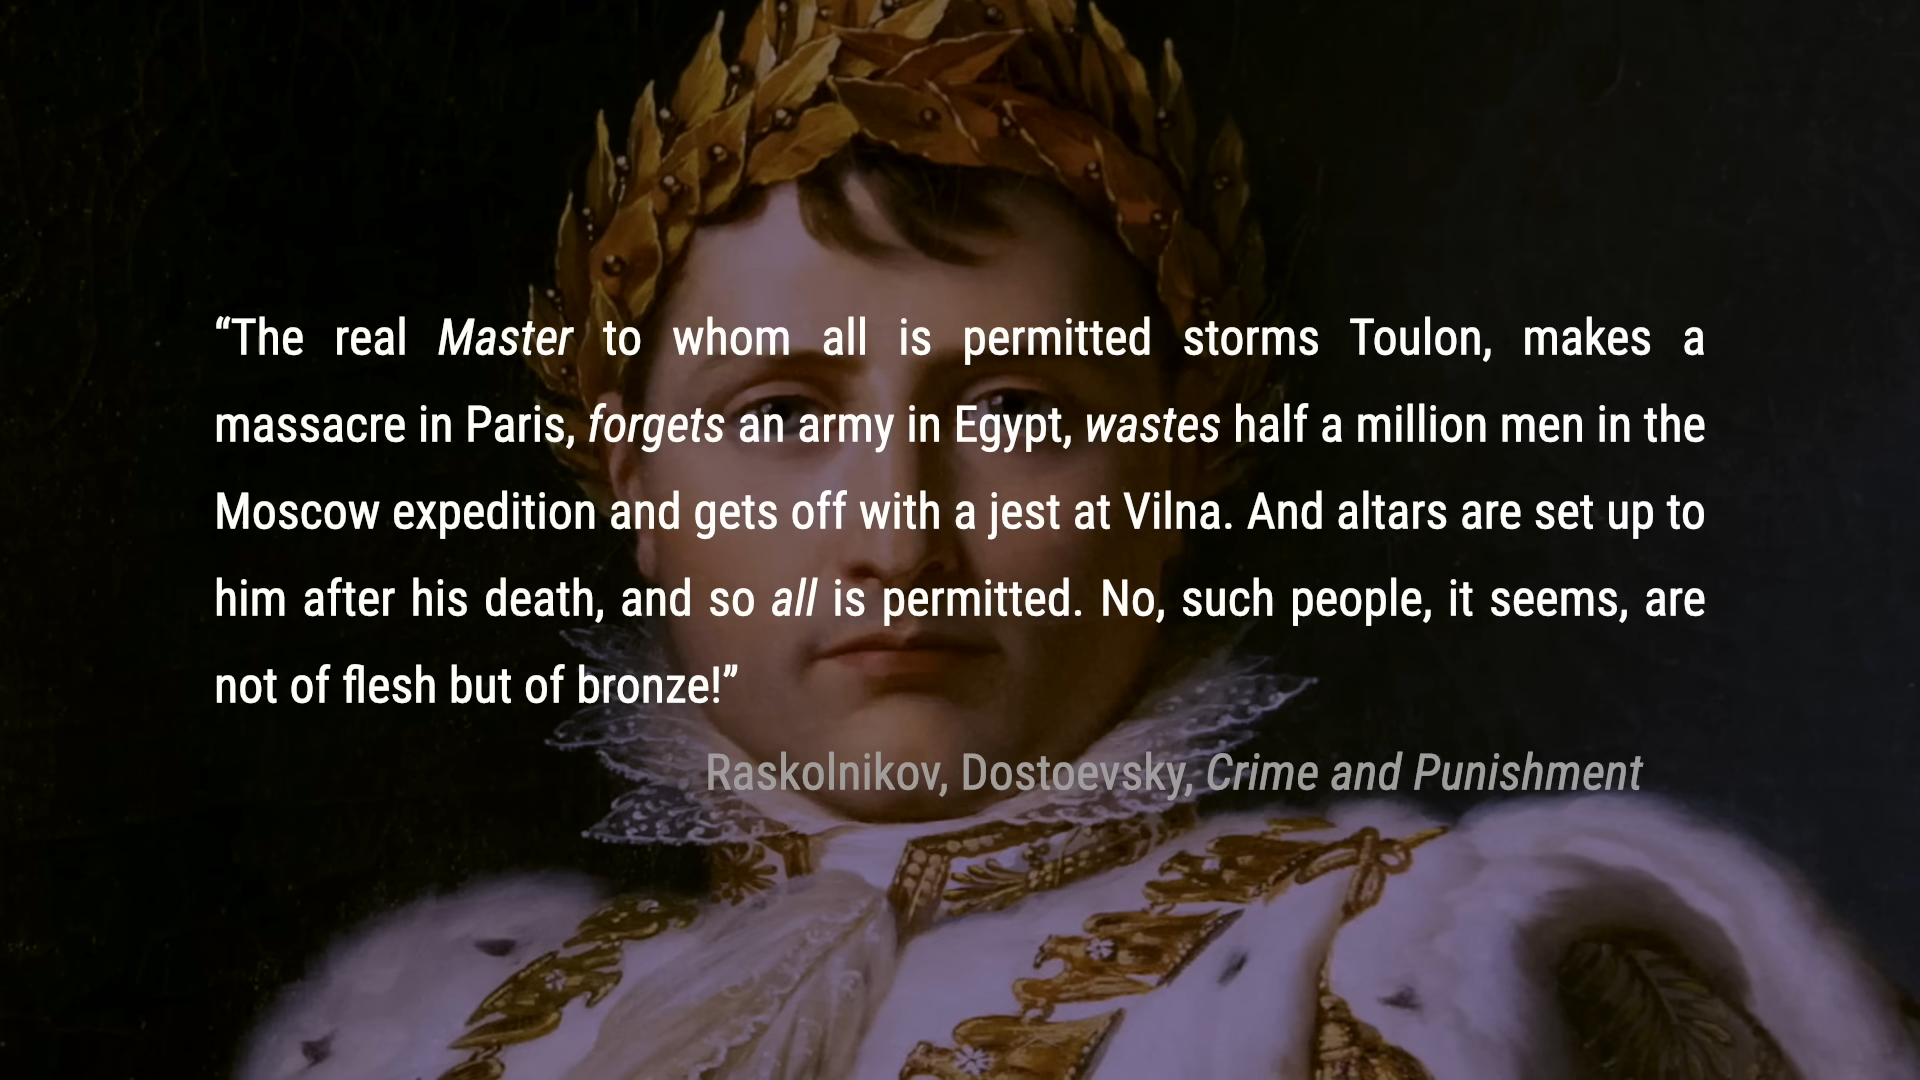 “The real Master to whom all is permitted storms Toulon, makes a
massacre in Paris, forgets an army in Egypt, wastes half a million men in the
Moscow expedition and gets off with a jest at Vilna. And altars are set up to
him after his death, and so all is permitted. No, such people, it seems, are
not of flesh but of bronze!”
Raskolnikov, Dostoevsky, Crime and Punishment